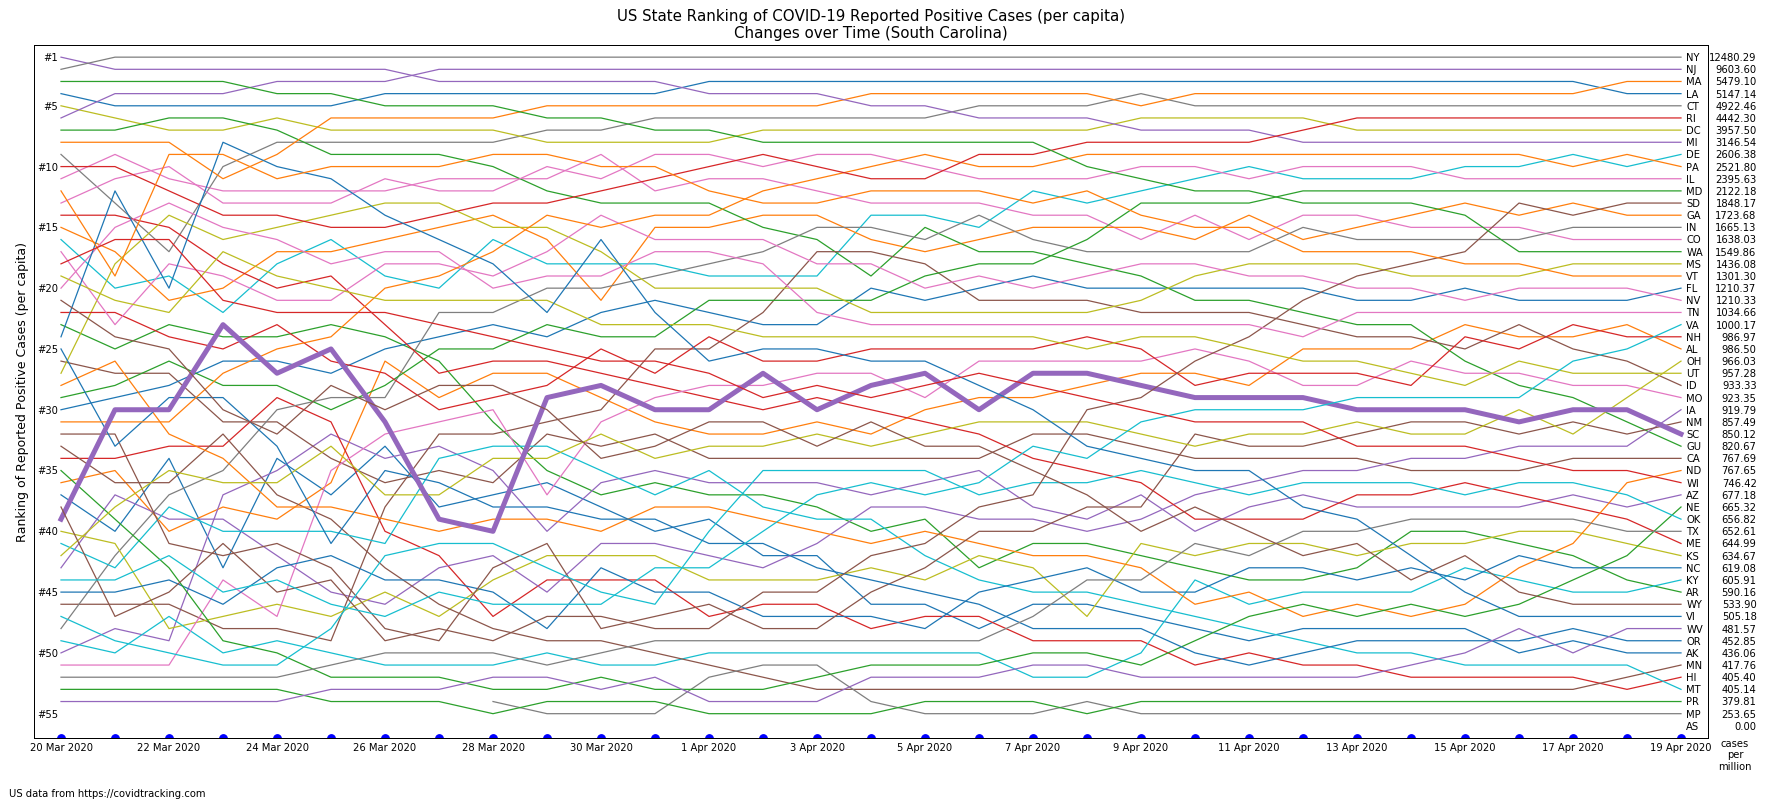 US State Ranking of COVID-19 Reported Positive Cases (per capita)
Changes over Time (South Carolina)
Ranking of Reported Positive Cases (per capita)
#1
#5
#10
#15
#20
#25
#30
#35
#40
#45
#50
#55
NY 12480.29
NJ 9603.60
MA 5479.10
LA 5147.14
CT 4922.46
RI 4442.30
DC 3957.50
MI 3146.54
DE 2606.38
PA 2521.80
IL 2395.63
MD 2122.18
SD 1848.17
GA 1723.68
IN 1665.13
CO 1638.03
WA 1549.86
MS 1436.08
VT 1301.30
FL 1210.37
NV 1210.33
TN 1034.66
VA 1000.17
NH 986.97
AL 986.50
OH 966.03
UT 957.28
ID 933.33
MO 923.35
IA 919.79
NM 857.49
SC 850.12
GU 820.67
CA 767.69
ND 767.65
WI 746.42
AZ 677.18
NE 665.32
OK 656.82
TX 652.61
ME 644.99
KS 634.67
NC 619.08
KY 605.91
AR 590.16
WY 533.90
VI 505.18
WV 481.57
OR 452.85
AK 436.06
MN 417.76
HI 405.40
MT 405.14
PR 379.81
MP 253.65
AS 0.00
20 Mar 2020 22 Mar 2020 24 Mar 2020 26 Mar 2020 28 Mar 2020 30 Mar 2020 1 Apr 2020 3 Apr 2020 5 Apr 2020 7 Apr 2020 9 Apr 2020 11 Apr 2020 13 Apr 2020 15 Apr 2020 17 Apr 2020 19 Apr 2020
cases
per
million
US data from https://covidtracking.com